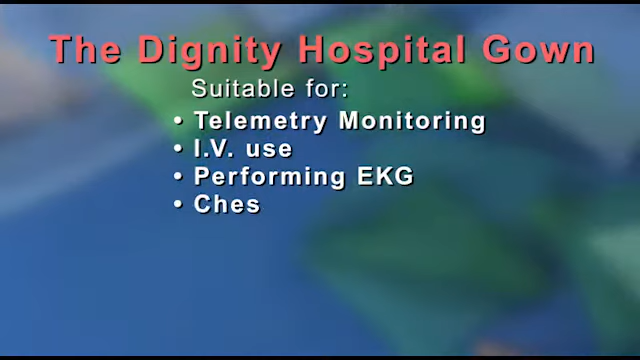 The Dignity Hospital Gown
Suitable for:
• Telemetry Monitoring
• I.V. use
• Performing EKG
• Ches